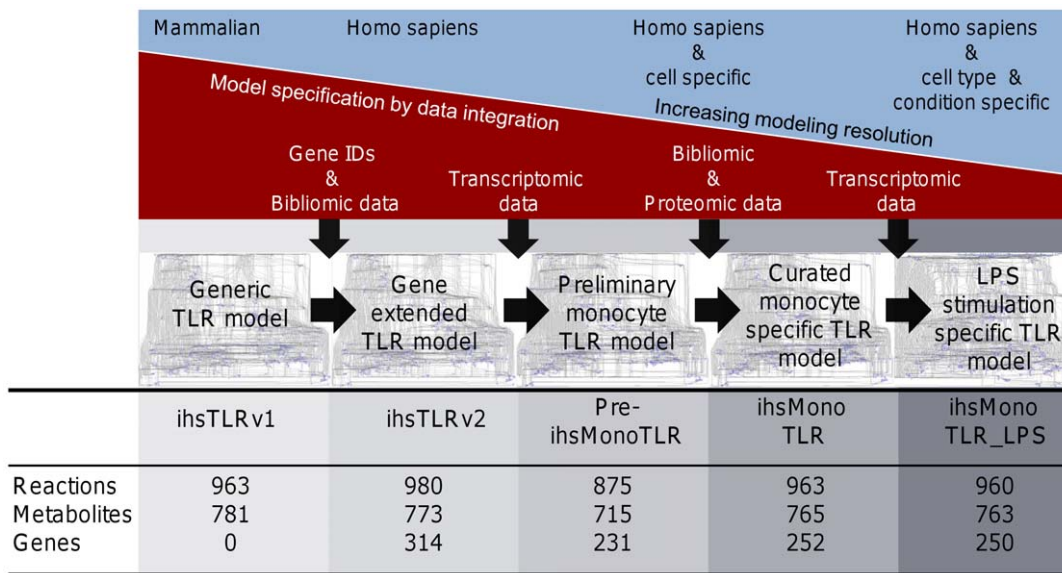 Mammalian
Homo sapiens
Homo sapiens
&
cell specific
Homo sapiens
&
cell type &
condition specific
Model specification by data integration
Increasing modeling resolution
Gene IDs
&
Bibliomic data
Transcriptomic
data
Bibliomic
&
Proteomic data
Transcriptomic
data
Generic
TLR model
Gene
extended
TLR model
Preliminary
monocyte
TLR model
Curated
monocyte
specific TLR
model
LPS
stimulation
specific TLR
model
ihsTLRv1
ihsTLRv2
Pre-
ihsMonoTLR
ihsMono
TLR
ihsMono
TLR_LPS
Reactions 963 980 875 963 960
Metabolites 781 773 715 765 763
Genes 0 314 231 252 250